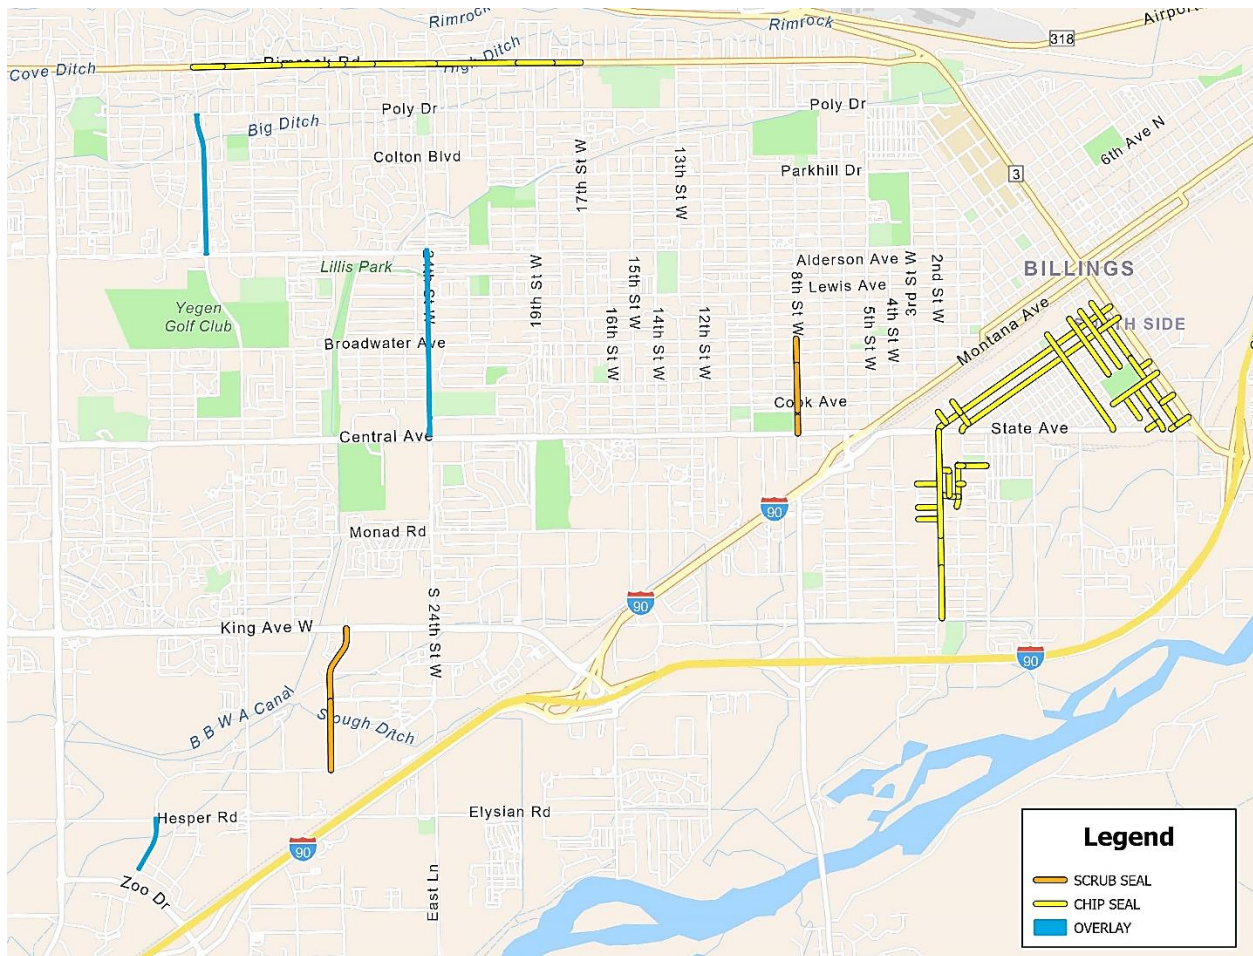 Rimrock
Rimrock
Airport
318
Cove Ditch
Rimrock Rd
High Ditch
Poly Dr
Poly Dr
Big Ditch
Colton Blvd
17th St W
13th St W
Parkhill Dr
6th Ave N
3
Lillis Park
24th St W
19th St W
15th St W
Alderson Ave
Lewis Ave
8th St W
3rd St W
2nd St W
BILLINGS
Yegen
Golf Club
Broadwater Ave
16th St W
14th St W
12th St W
5th St W
4th St W
Montana Ave
SIDE
Cook Ave
Central Ave
State Ave
90
Monad Rd
90
S 24th St W
King Ave W
90
B B W A Canal
Slough Ditch
Hesper Rd
Elysian Rd
90
Zoo Dr
East Ln
Legend
SCRUB SEAL
CHIP SEAL
OVERLAY